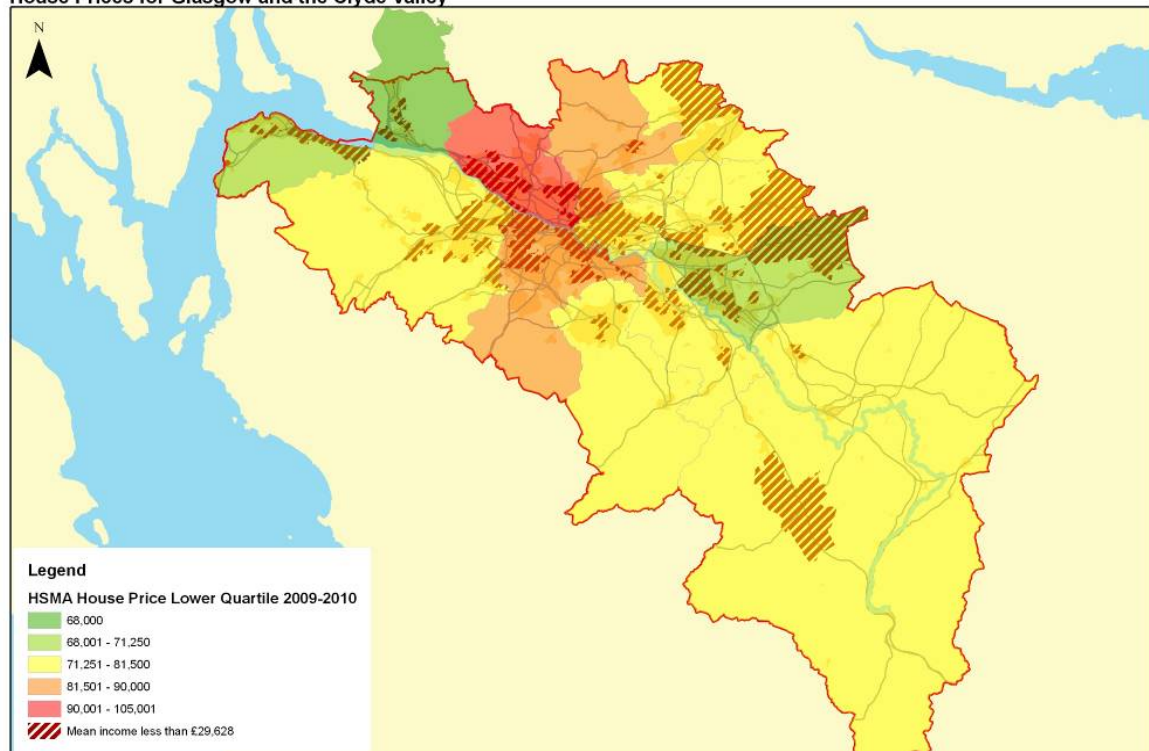 House Prices for Glasgow and the Clyde Valley
N
Legend
HSMA House Price Lower Quartile 2009-2010
68,000
68,001 - 71,250
71,251 - 81,500
81,501 - 90,000
90,001 - 105,001
Mean income less than £29,628